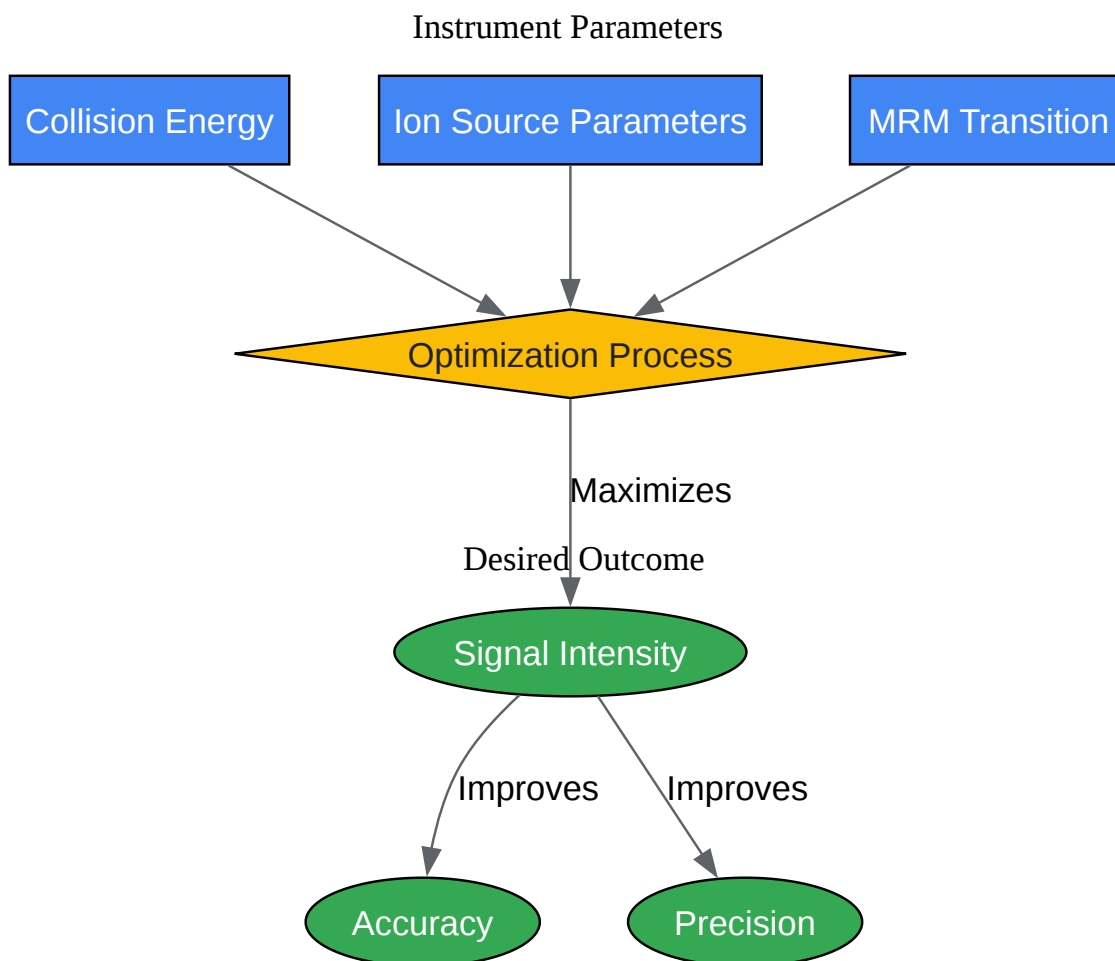 Instrument Parameters
Collision Energy
Ion Source Parameters
MRM Transition
Optimization Process
Maximizes
Desired Outcome
Signal Intensity
Improves
Improves
Accuracy
Precision